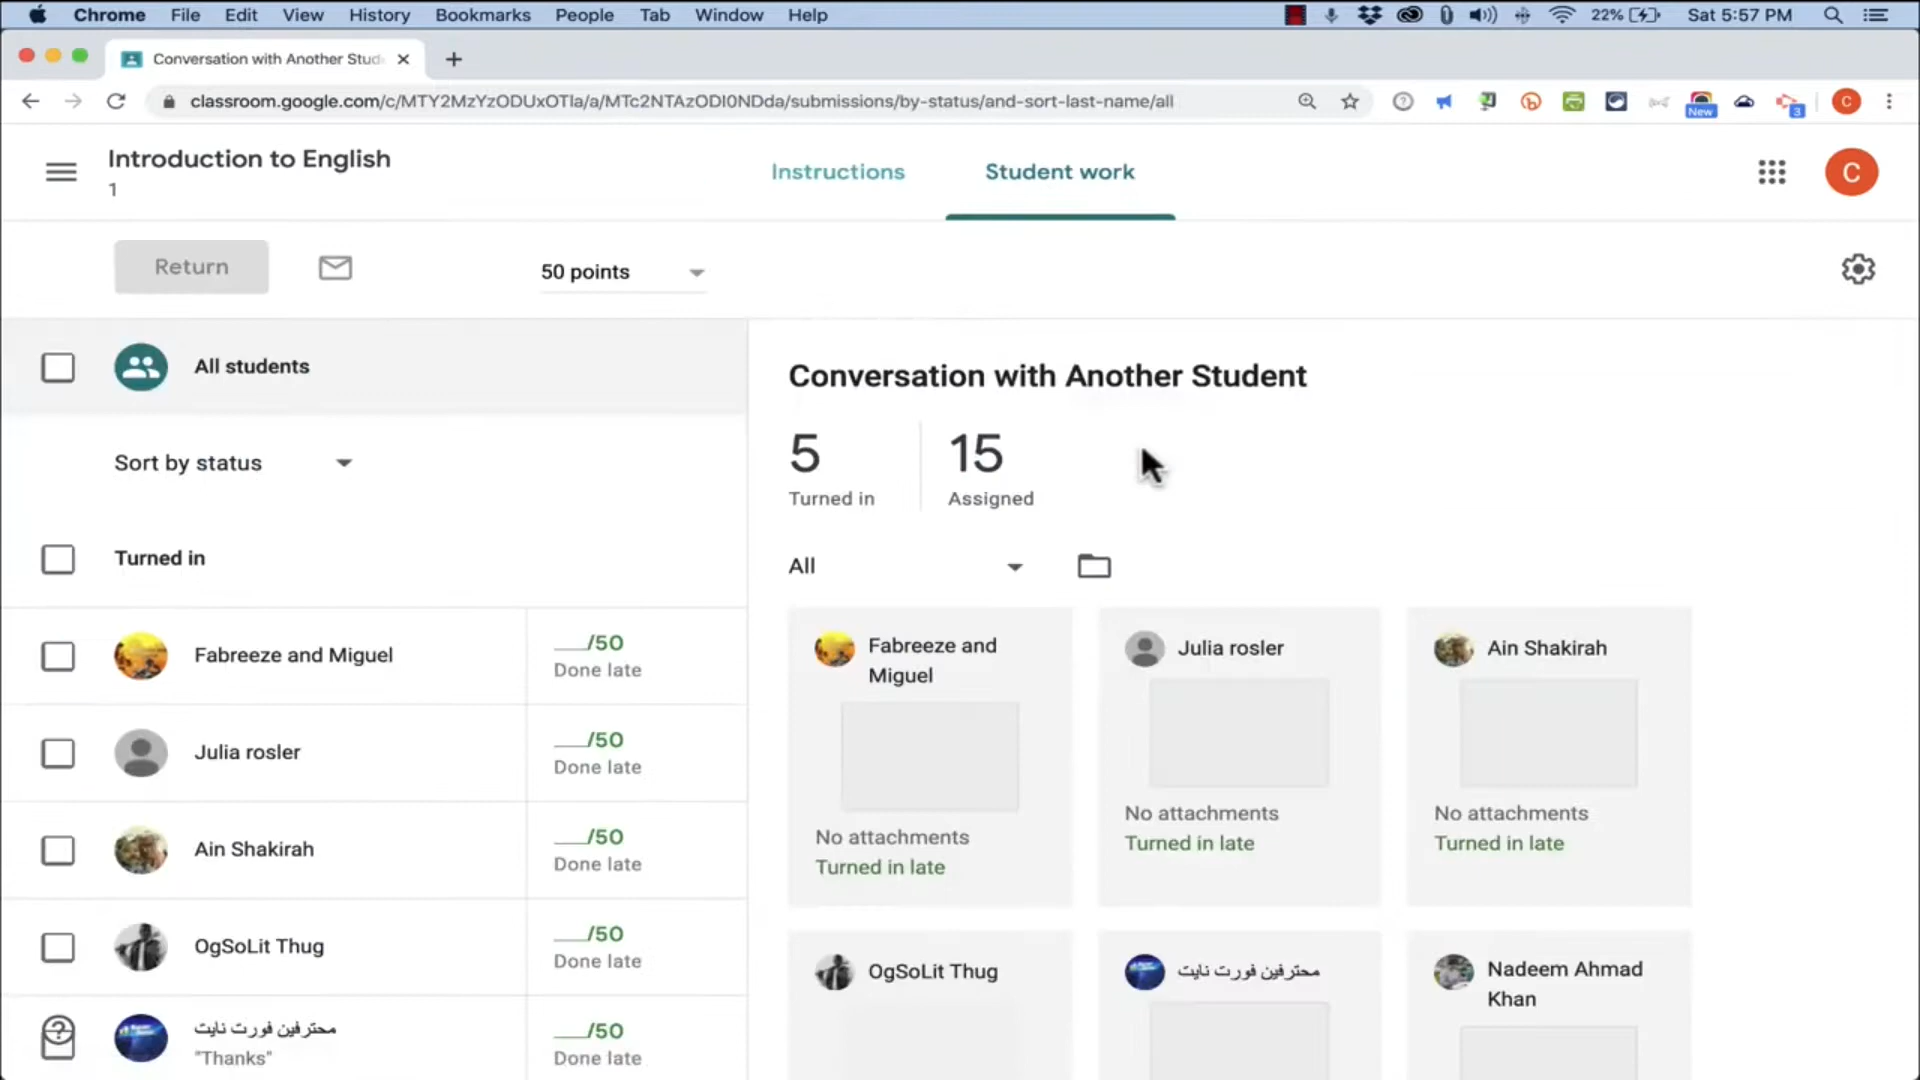 Chrome File Edit View History Bookmarks People Tab Window Help 22% Sat 5:57 PM
Conversation with Another Stud
classroom.google.com/c/MTY2MzYzODUxOTIa/a/MTc2NTAzODI0NDda/submissions/by-status/and-sort-last-name/all New 3 C
Introduction to English
1
Instructions Student work C
Return 50 points
All students
Conversation with Another Student
5 15
Turned in Assigned
Sort by status
Turned in
All
Fabreeze and Miguel __/50
Done late
Julia rosler __/50
Done late
Ain Shakirah __/50
Done late
OgSoLit Thug __/50
Done late
محترفين فورت نايت __/50
"Thanks" Done late
Fabreeze and
Miguel
No attachments
Turned in late
Julia rosler
No attachments
Turned in late
Ain Shakirah
No attachments
Turned in late
OgSoLit Thug
محترفين فورت نايت
Nadeem Ahmad
Khan